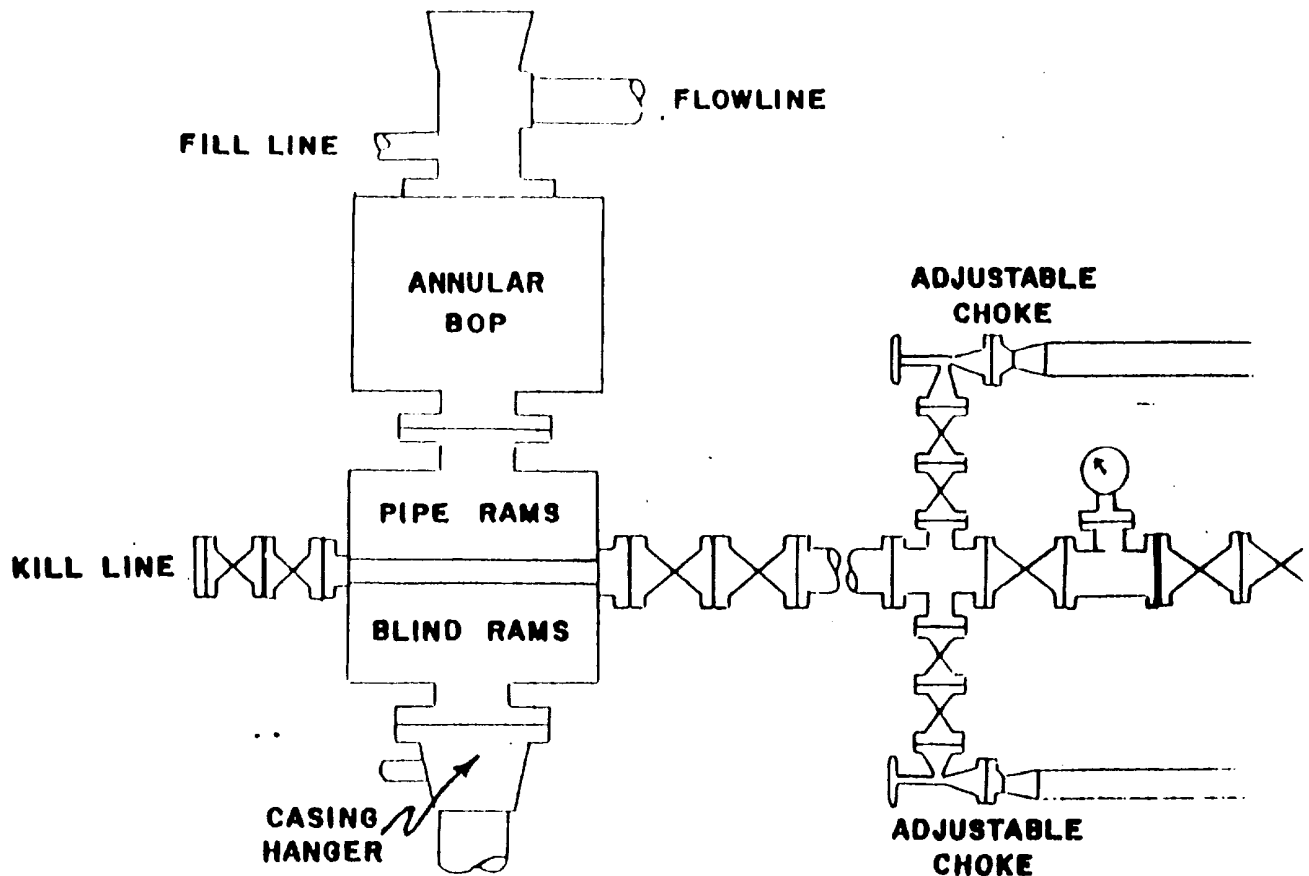 FLOWLINE
FILL LINE
ANNULAR
BOP
ADJUSTABLE
CHOKE
PIPE RAMS
KILL LINE
BLIND RAMS
CASING
HANGER
ADJUSTABLE
CHOKE